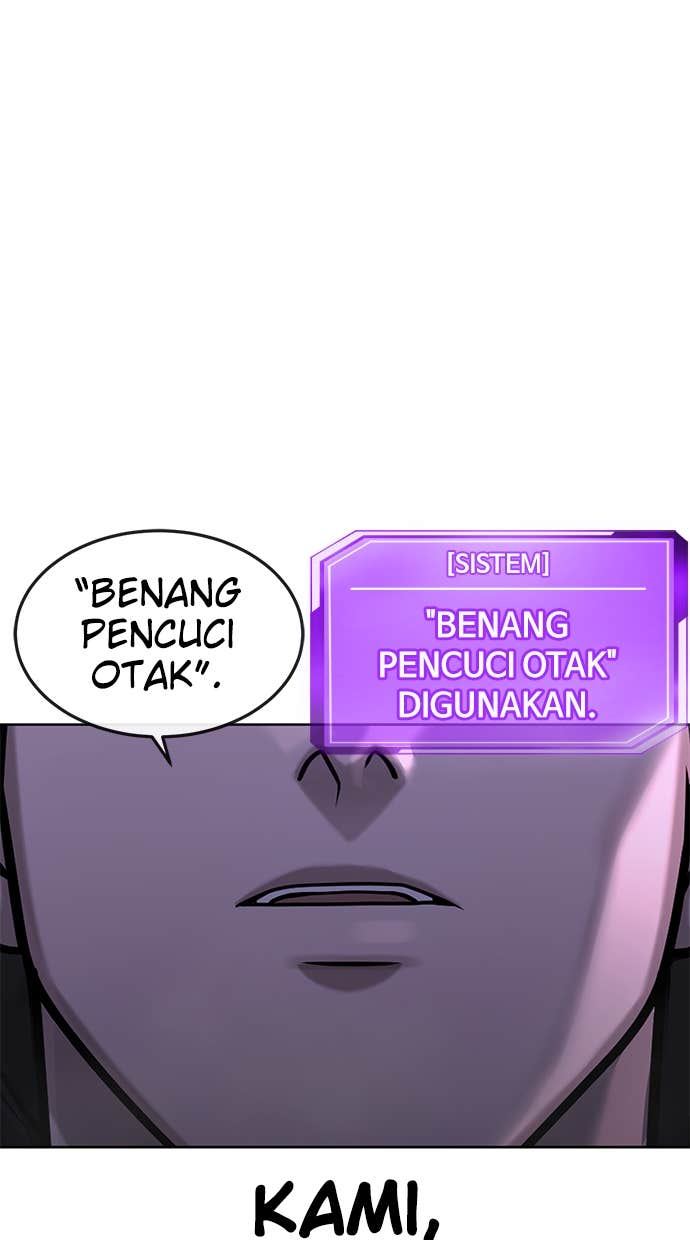 “BENANG
PENCUCI
OTAK”.
[SISTEM]
"BENANG
PENCUCI OTAK"
DIGUNAKAN.
KAMI,